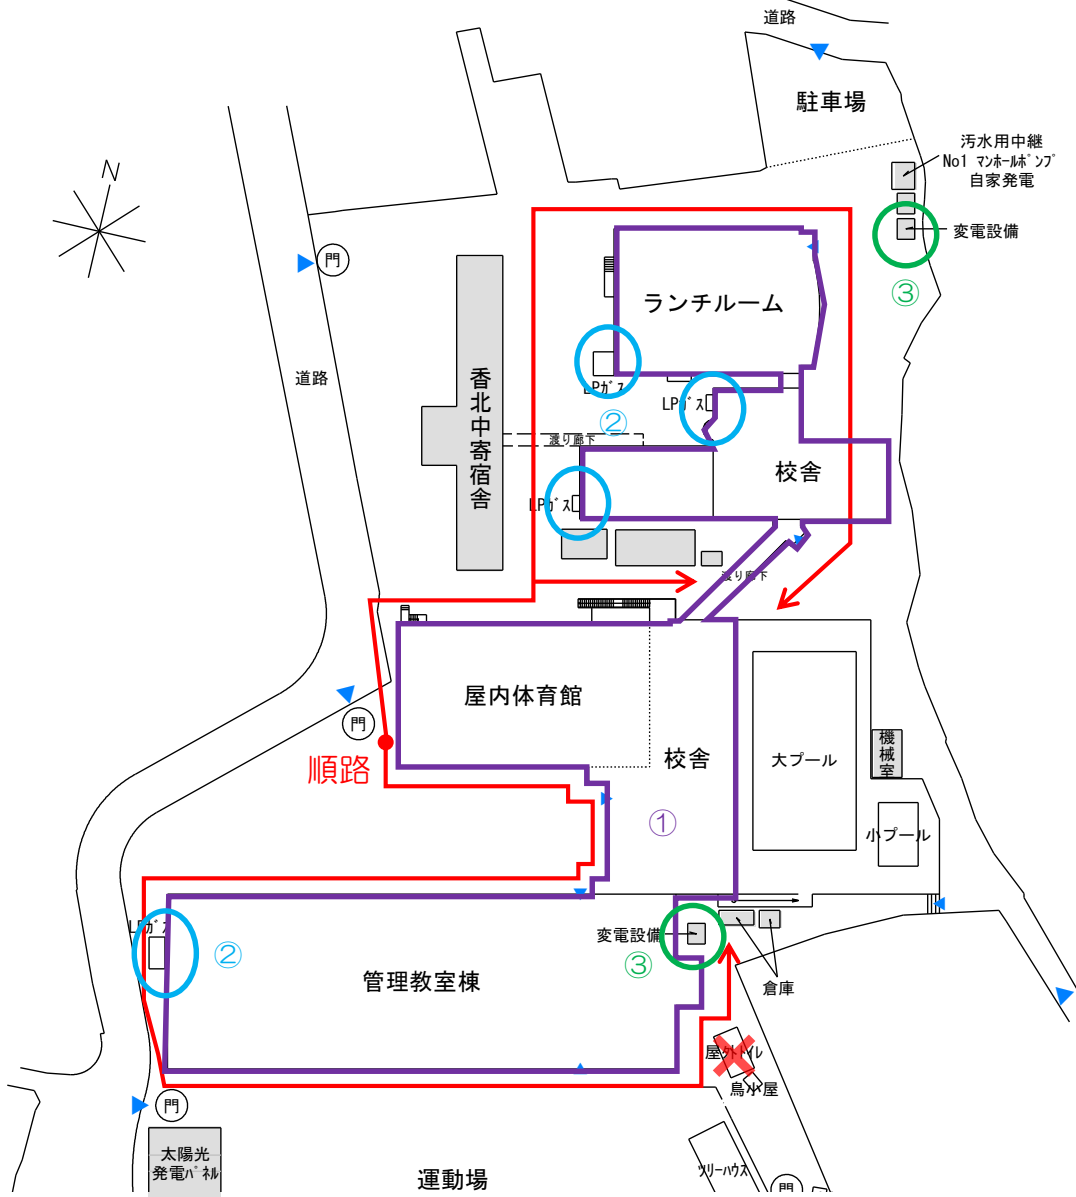 道路
駐車場
汚水用中継
No1 ﾏﾝﾎｰﾙﾎﾟﾝﾌﾟ
自家発電
N
変電設備
③
門
ランチルーム
道路
香北中寄宿舎
LPｶﾞｽ
LPｶﾞｽ
②
渡り廊下
校舎
LPｶﾞｽ
渡り廊下
屋内体育館
門
順路
校舎
大プール
機械室
①
小プール
LPｶﾞｽ
変電設備
②
③
管理教室棟
倉庫
屋外ﾄｲﾚ
鳥小屋
門
太陽光
発電ﾊﾟﾈﾙ
運動場
ﾂﾘｰﾊｳｽ
門